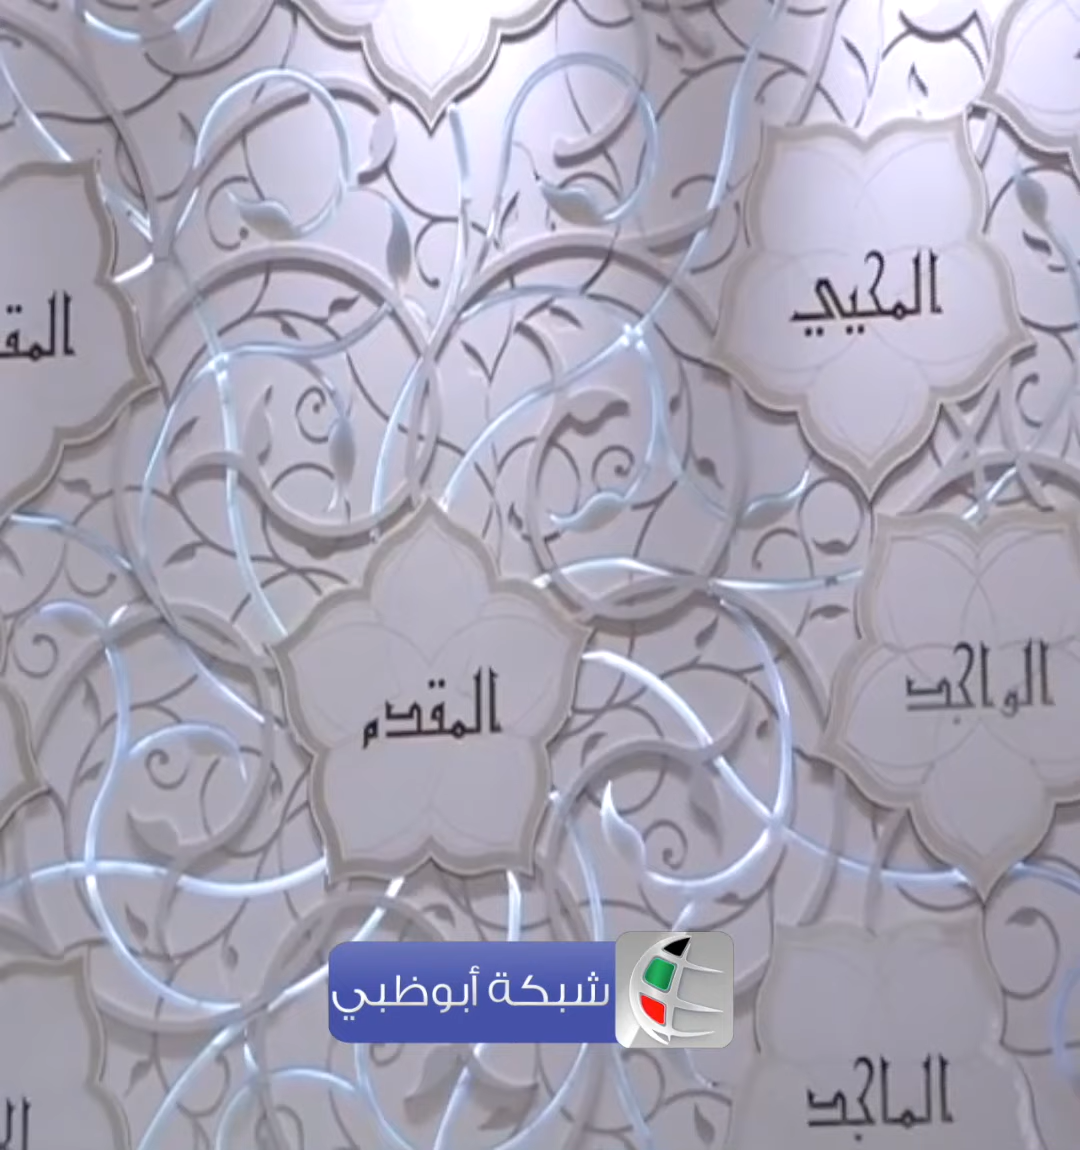 المحيي
المقدم
الواجد
شبكة أبوظبي
الماجد